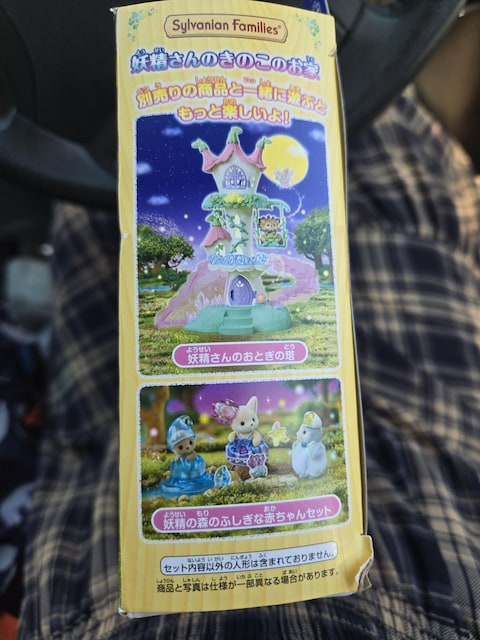 Sylvanian Families®
妖精さんのきのこのお家
別売りの商品と一緒に遊ぶと
もっと楽しいよ!
妖精さんのおとぎの塔
妖精の森のふしぎな赤ちゃんセット
セット内容以外の人形は含まれておりません。
商品と写真は仕様が一部異なる場合があります。